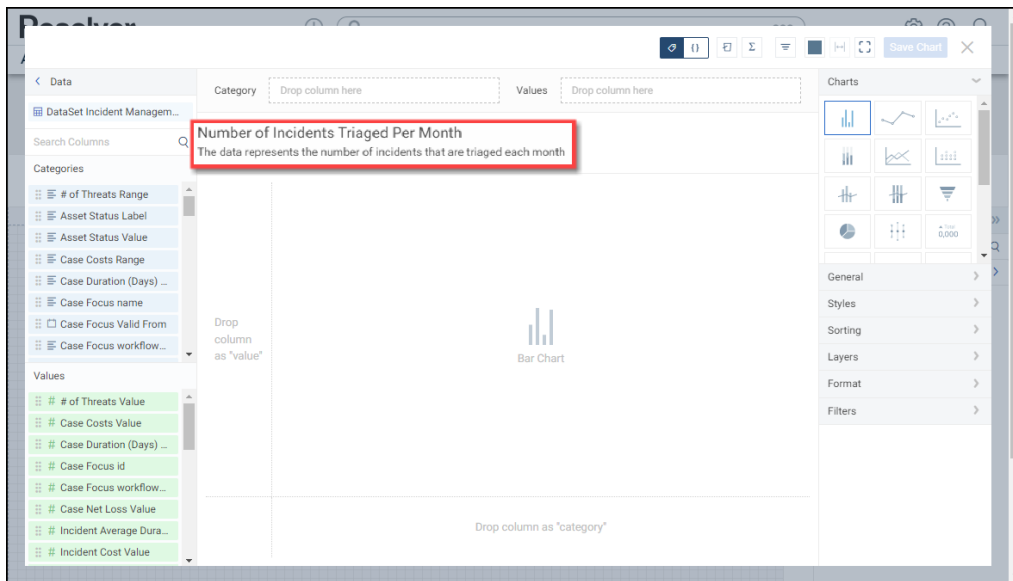 Resolver
Save Chart
Data
DataSet Incident Managem...
Search Columns
Categories
# of Threats Range
Asset Status Label
Asset Status Value
Case Costs Range
Case Duration (Days) ...
Case Focus name
Case Focus Valid From
Case Focus workflow...
Values
# # of Threats Value
# Case Costs Value
# Case Duration (Days) ...
# Case Focus id
# Case Focus workflow...
# Case Net Loss Value
# Incident Average Dura...
# Incident Cost Value
Category
Drop column here
Values
Drop column here
Number of Incidents Triaged Per Month
The data represents the number of incidents that are triaged each month
Drop
column
as "value"
Bar Chart
Drop column as "category"
Charts
0,000
General
Styles
Sorting
Layers
Format
Filters